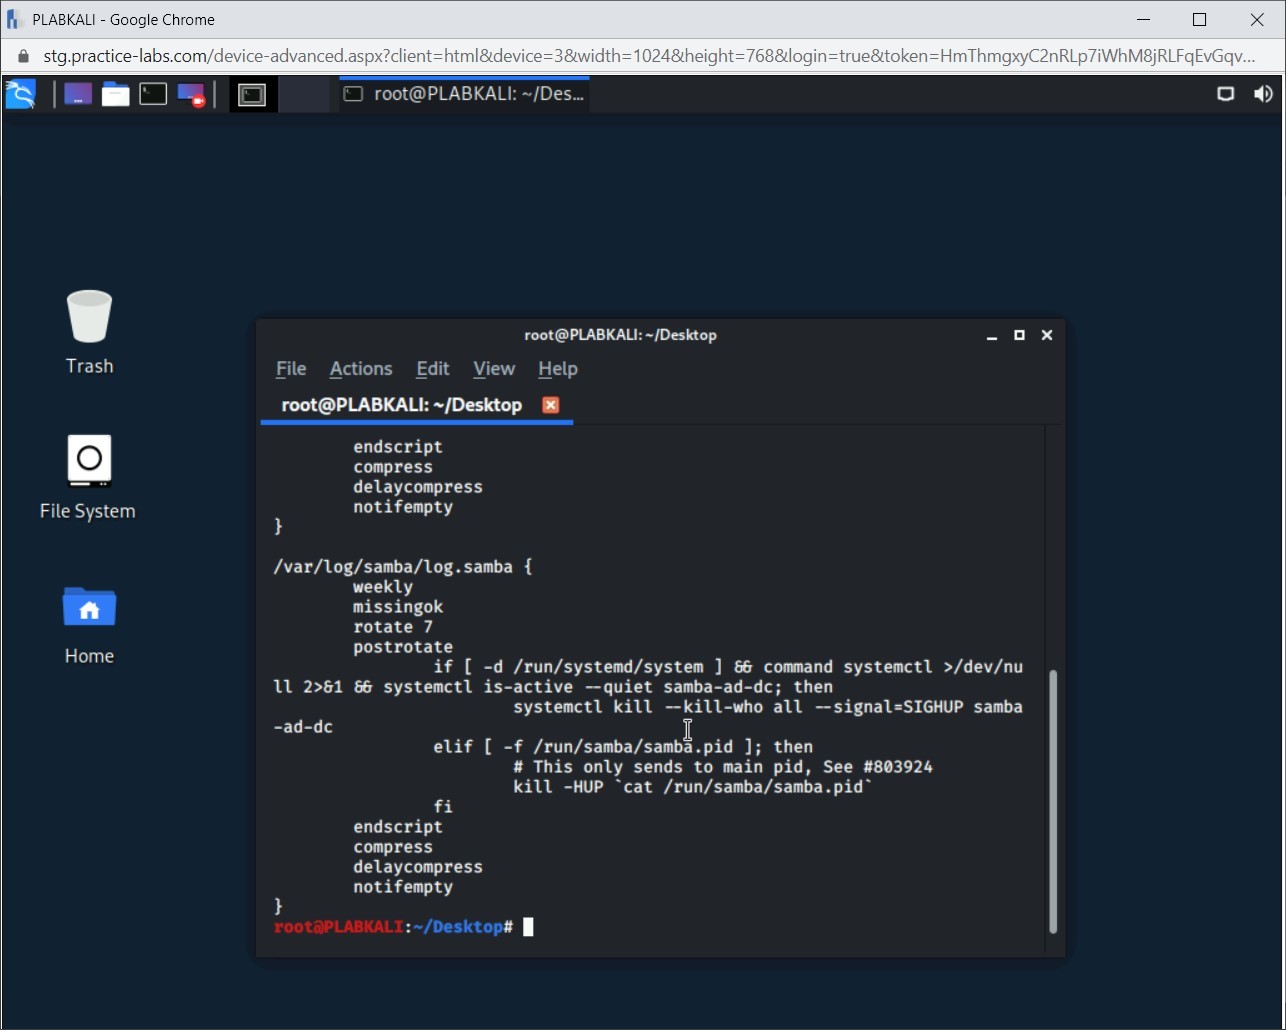 PLABKALI - Google Chrome
stg.practice-labs.com/device-advanced.aspx?client=html&device=3&width=1024&height=768&login=true&token=HmThmgxyC2nRLp7iWhM8jRLFqEvGqv...
root@PLABKALI: ~/Des...
Trash
File System
Home
root@PLABKALI: ~/Desktop
File Actions Edit View Help
root@PLABKALI: ~/Desktop
endscript
compress
delaycompress
notifempty
}
/var/log/samba/log.samba {
weekly
missingok
rotate 7
postrotate
if [ -d /run/systemd/system ] && command systemctl >/dev/nu
ll 2>&1 && systemctl is-active --quiet samba-ad-dc; then
systemctl kill --kill-who all --signal=SIGHUP samba
-ad-dc
elif [ -f /run/samba/samba.pid ]; then
# This only sends to main pid, See #803924
kill -HUP `cat /run/samba/samba.pid`
fi
endscript
compress
delaycompress
notifempty
}
root@PLABKALI:~/Desktop#